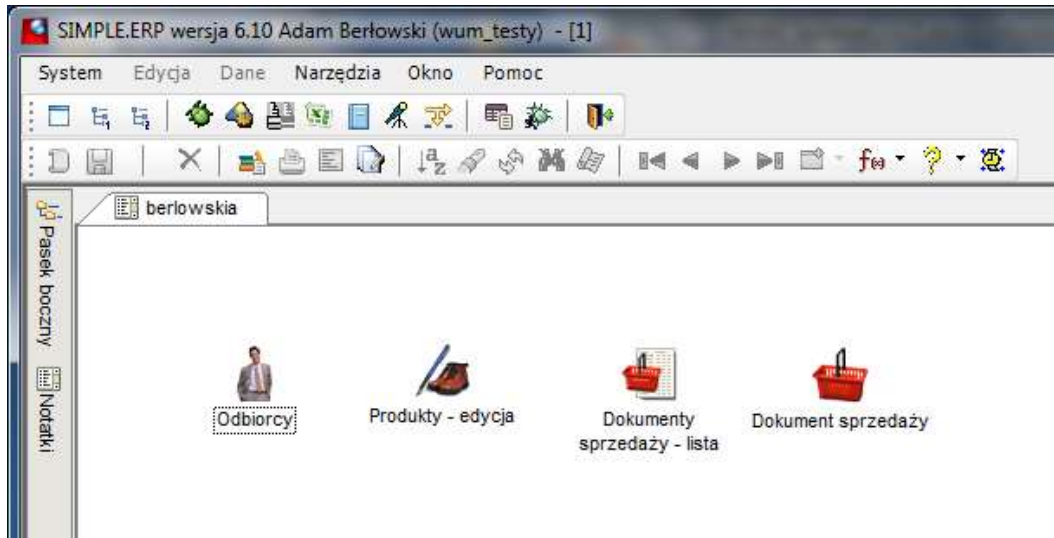 SIMPLE.ERP wersja 6.10 Adam Berłowski (wum_testy) - [1]
System Edycja Dane Narzędzia Okno Pomoc
berlowskia
Pasek boczny
Notatki
Odbiorcy
Produkty - edycja
Dokumenty
sprzedaży - lista
Dokument sprzedaży